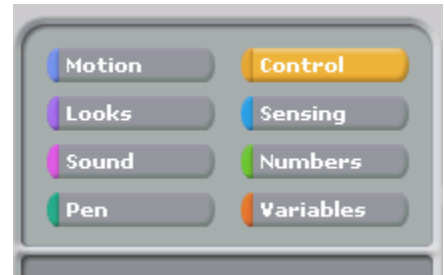 Motion
Control
Looks
Sensing
Sound
Numbers
Pen
Variables